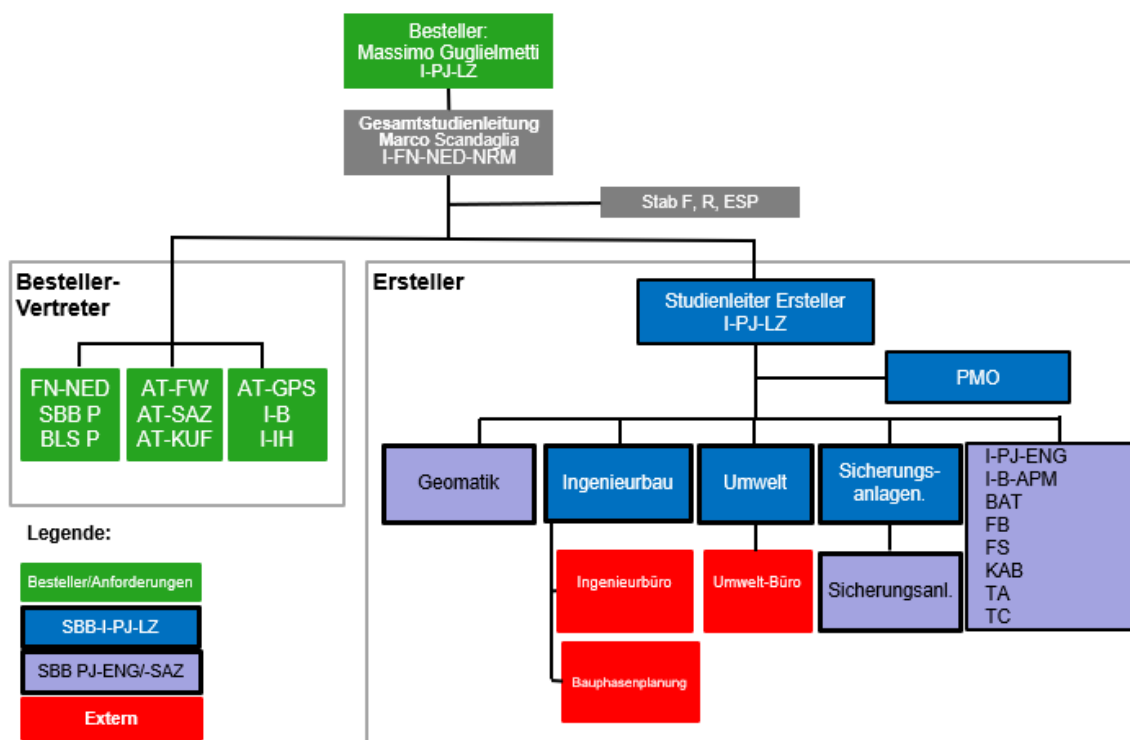 Besteller:
Massimo Guglielmetti
I-PJ-LZ
Gesamtstudienleitung
Marco Scandaglia
I-FN-NED-NRM
Stab F, R, ESP
Besteller-
Vertreter
FN-NED
SBB P
BLS P
AT-FW
AT-SAZ
AT-KUF
AT-GPS
I-B
I-IH
Ersteller
Studienleiter Ersteller
I-PJ-LZ
PMO
Geomatik
Ingenieurbau
Umwelt
Sicherungs-
anlagen.
I-PJ-ENG
I-B-APM
BAT
FB
FS
KAB
TA
TC
Ingenieurbüro
Umwelt-Büro
Sicherungsanl.
Bauphasenplanung
Legende:
Besteller/Anforderungen
SBB-I-PJ-LZ
SBB PJ-ENG/-SAZ
Extern